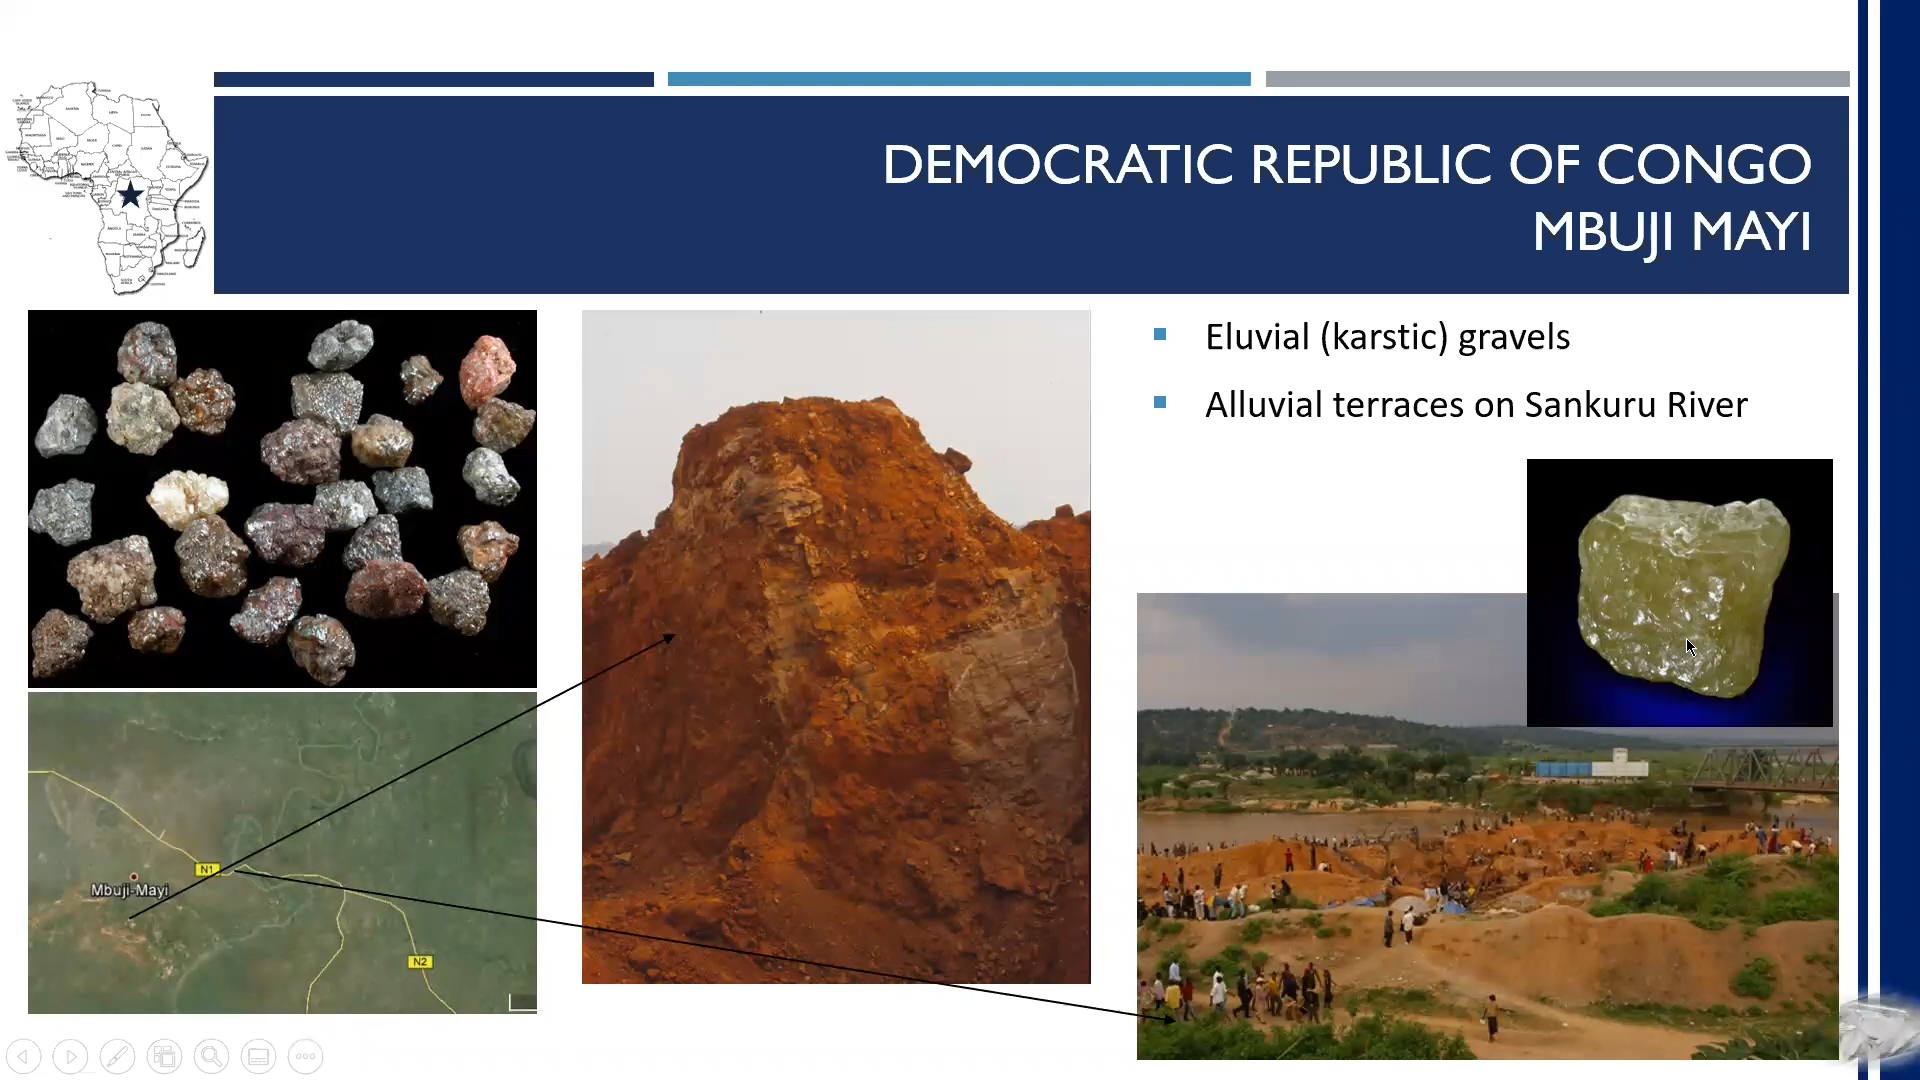 DEMOCRATIC REPUBLIC OF CONGO
MBUJI MAYI
Eluvial (karstic) gravels
Alluvial terraces on Sankuru River
N1
Mbuji-Mayi
N2